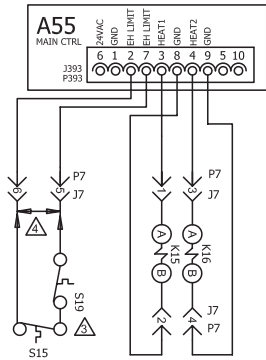 A55
MAIN CTRL
24VAC
GND
EH LIMIT
EH LIMIT
HEAT1
GND
HEAT2
GND
6 1 2 7 3 8 4 9 5 10
J393
P393
6
5
P7
J7
4
1
3
P7
J7
A
A
K15
K16
B
B
S19
3
S15
2
4
J7
P7